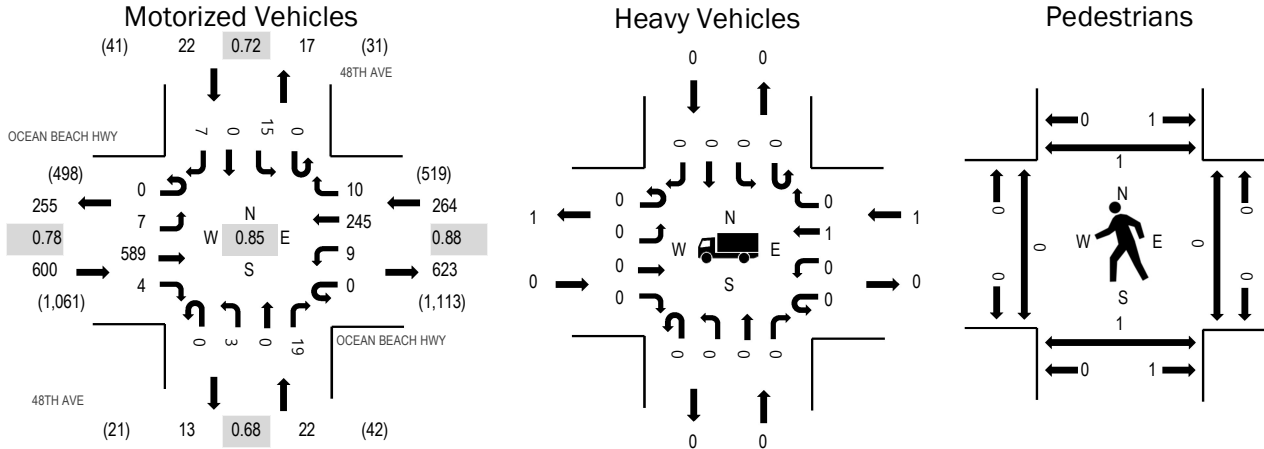 Motorized Vehicles
Heavy Vehicles
Pedestrians
(41) 22 0.72 17 (31)
48TH AVE
0 0
0 1
7 0 15 0
OCEAN BEACH HWY
0 0 0 0
1
(498) 0 10 (519)
255 7 245 264
0.78 N W 0.85 E S 0.88
600 589 9 623
(1,061) 4 0 (1,113)
0 3 0 19
OCEAN BEACH HWY
48TH AVE
(21) 13 0.68 22 (42)
0 0
1 0 1 1
0 N W E S 0
0 0 0 0
0 0
0 0 0 0
0 0
N
0 0 0
W E
0 S 0
1
0 1